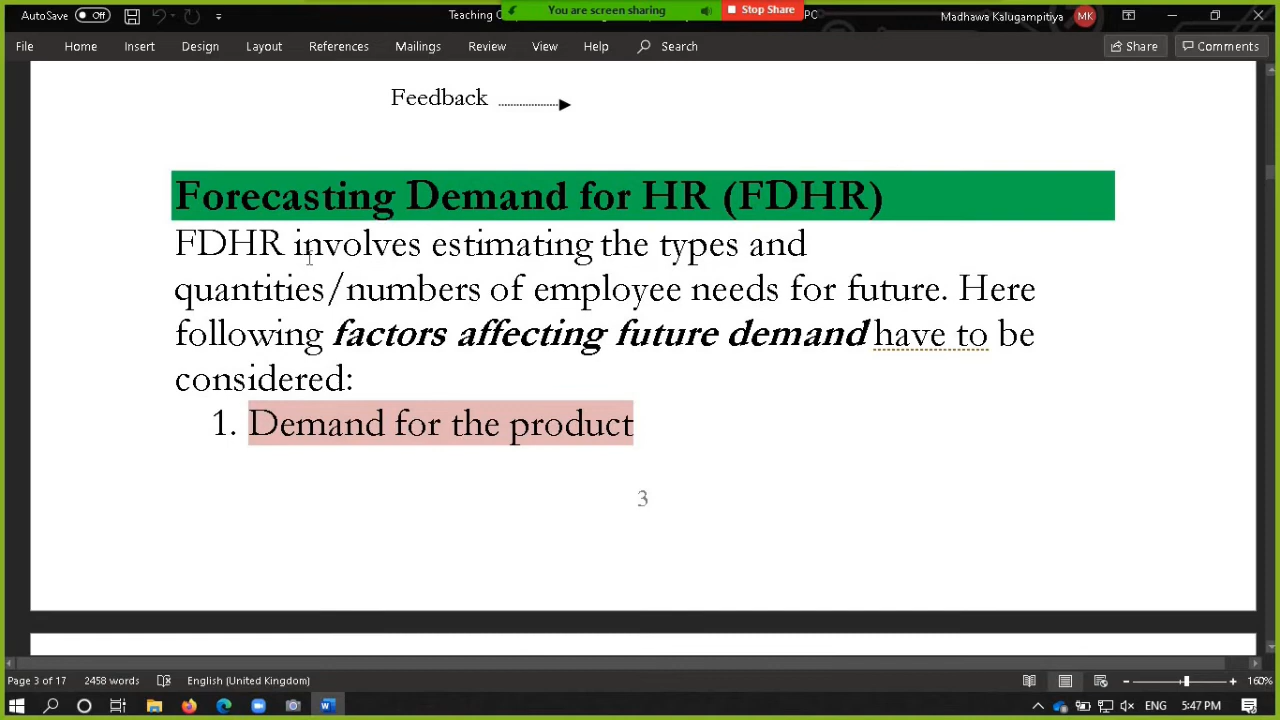 AutoSave Off
Teaching
You are screen sharing
Stop Share
PC
Madhawa Kalugampitiya MK
File Home Insert Design Layout References Mailings Review View Help Search Share Comments
Feedback
Forecasting Demand for HR (FDHR)
FDHR involves estimating the types and
quantities/numbers of employee needs for future. Here
following factors affecting future demand have to be
considered:
1. Demand for the product
3
Page 3 of 17 2458 words English (United Kingdom) 160%
ENG 5:47 PM